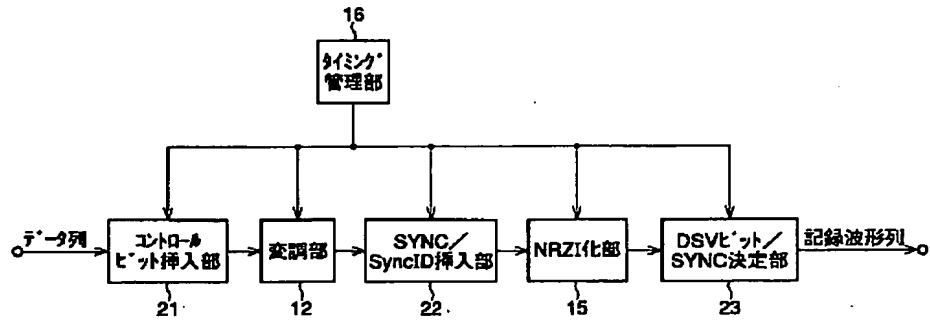 16
タイミング
管理部
データ列
コントロール
ビット挿入部
変調部
SYNC／
SyncID挿入部
NRZI化部
DSVビット／
SYNC決定部
記録波形列
21
12
22
15
23